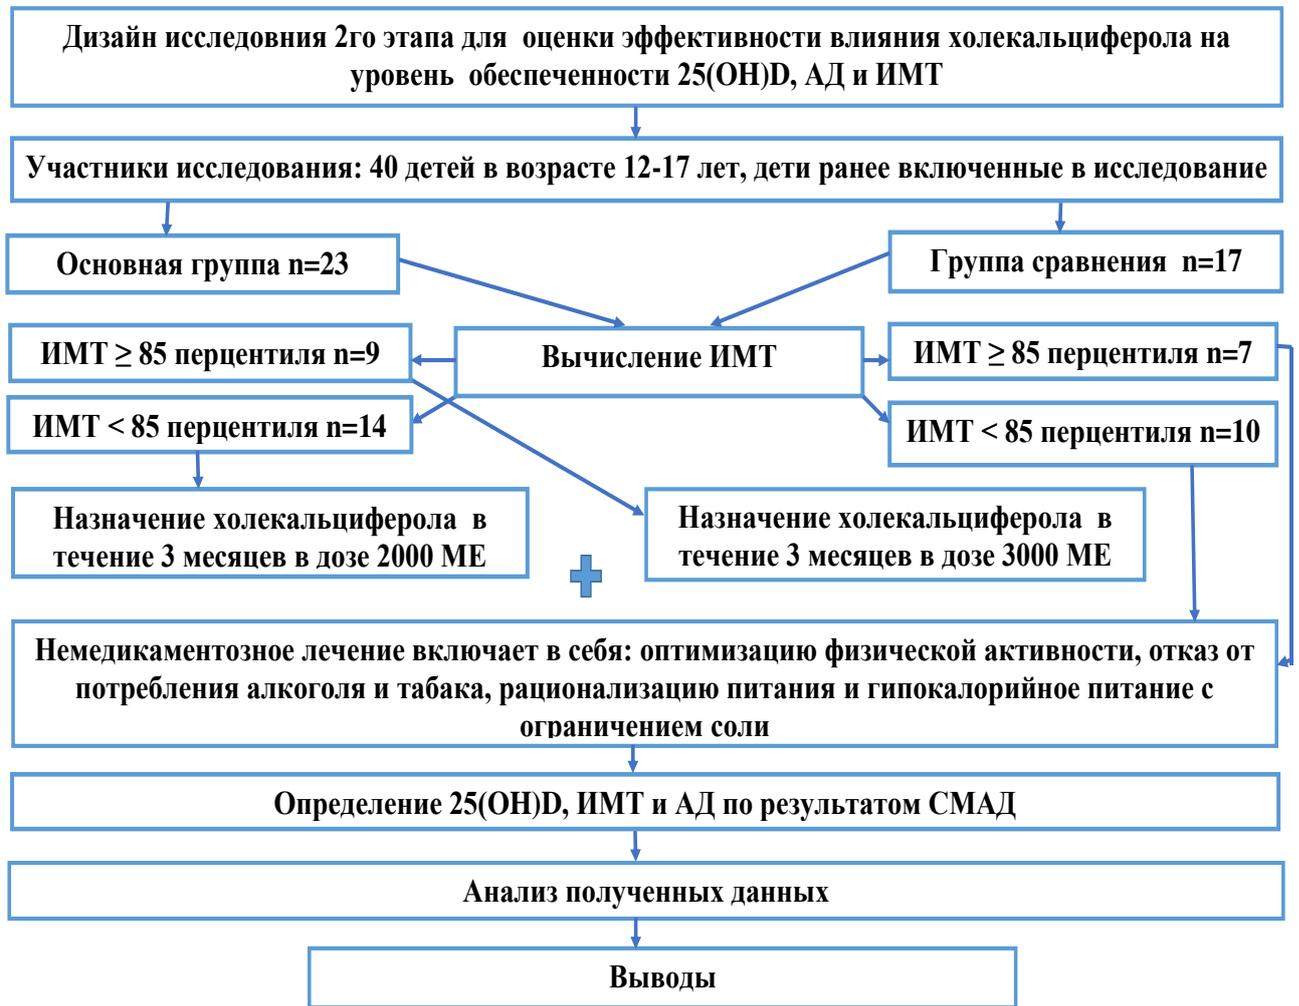 Дизайн исследовния 2го этапа для оценки эффективности влияния холекальциферола на
уровень обеспеченности 25(ОН)D, АД и ИМТ
Участники исследования: 40 детей в возрасте 12-17 лет, дети ранее включенные в исследование
Основная группа n=23
Группа сравнения n=17
ИМТ ≥ 85 перцентиля n=9
Вычисление ИМТ
ИМТ ≥ 85 перцентиля n=7
ИМТ < 85 перцентиля n=14
ИМТ < 85 перцентиля n=10
Назначение холекальциферола в
течение 3 месяцев в дозе 2000 МЕ
Назначение холекальциферола в
течение 3 месяцев в дозе 3000 МЕ
Немедикаментозное лечение включает в себя: оптимизацию физической активности, отказ от
потребления алкоголя и табака, рационализацию питания и гипокалорийное питание с
ограничением соли
Определение 25(ОН)D, ИМТ и АД по результатом СМАД
Анализ полученных данных
Выводы